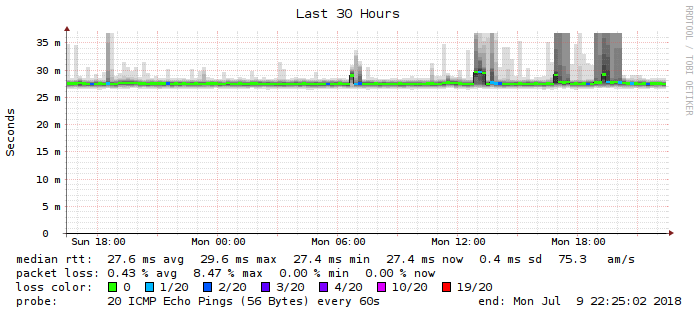 Last 30 Hours
RRDTOOL / TOBI OETIKER
Seconds
35 m
30 m
25 m
20 m
15 m
10 m
5 m
0
Sun 18:00 Mon 00:00 Mon 06:00 Mon 12:00 Mon 18:00
median rtt: 27.6 ms avg 29.6 ms max 27.4 ms min 27.4 ms now 0.4 ms sd 75.3 am/s
packet loss: 0.43 % avg 8.47 % max 0.00 % min 0.00 % now
loss color: 0 1/20 2/20 3/20 4/20 10/20 19/20
probe: 20 ICMP Echo Pings (56 Bytes) every 60s end: Mon Jul 9 22:25:02 2018